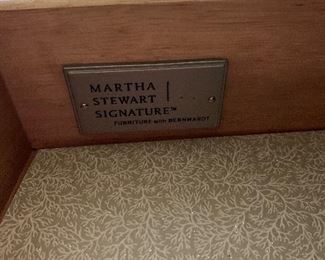 MARTHA
STEWART
SIGNATURE™
FURNITURE with BERNHARDT